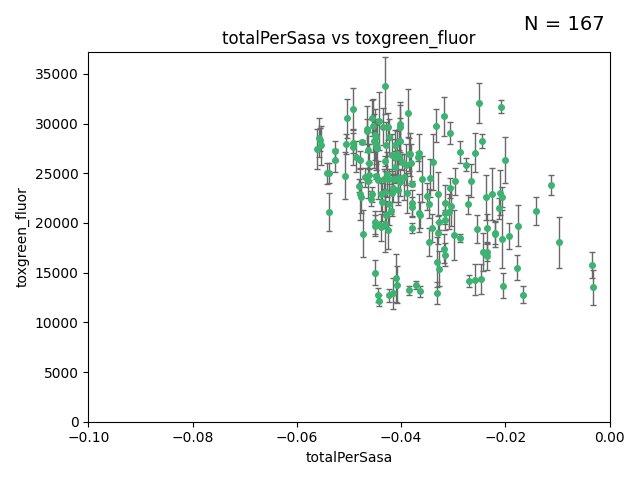 N = 167
totalPerSasa vs toxgreen_fluor
35000
30000
25000
20000
15000
10000
5000
0
toxgreen_fluor
−0.10 −0.08 −0.06 −0.04 −0.02 0.00
totalPerSasa